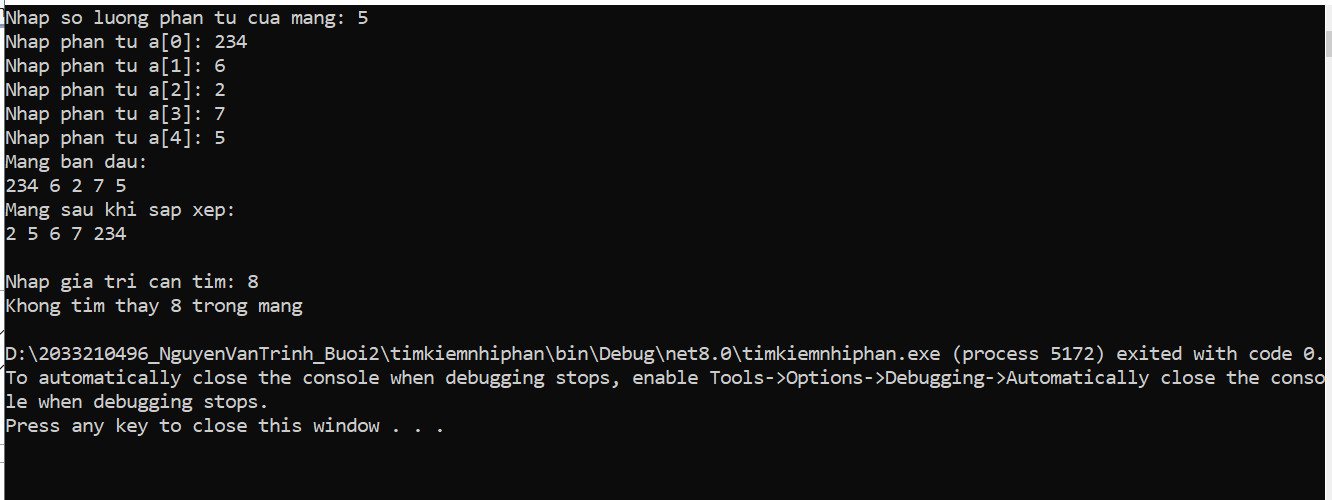 Nhap so luong phan tu cua mang: 5
Nhap phan tu a[0]: 234
Nhap phan tu a[1]: 6
Nhap phan tu a[2]: 2
Nhap phan tu a[3]: 7
Nhap phan tu a[4]: 5
Mang ban dau:
234 6 2 7 5
Mang sau khi sap xep:
2 5 6 7 234
Nhap gia tri can tim: 8
Khong tim thay 8 trong mang
D:\2033210496_NguyenVanTrinh_Buoi2\timkiemnhiphan\bin\Debug\net8.0\timkiemnhiphan.exe (process 5172) exited with code 0.
To automatically close the console when debugging stops, enable Tools->Options->Debugging->Automatically close the conso
le when debugging stops.
Press any key to close this window . . .